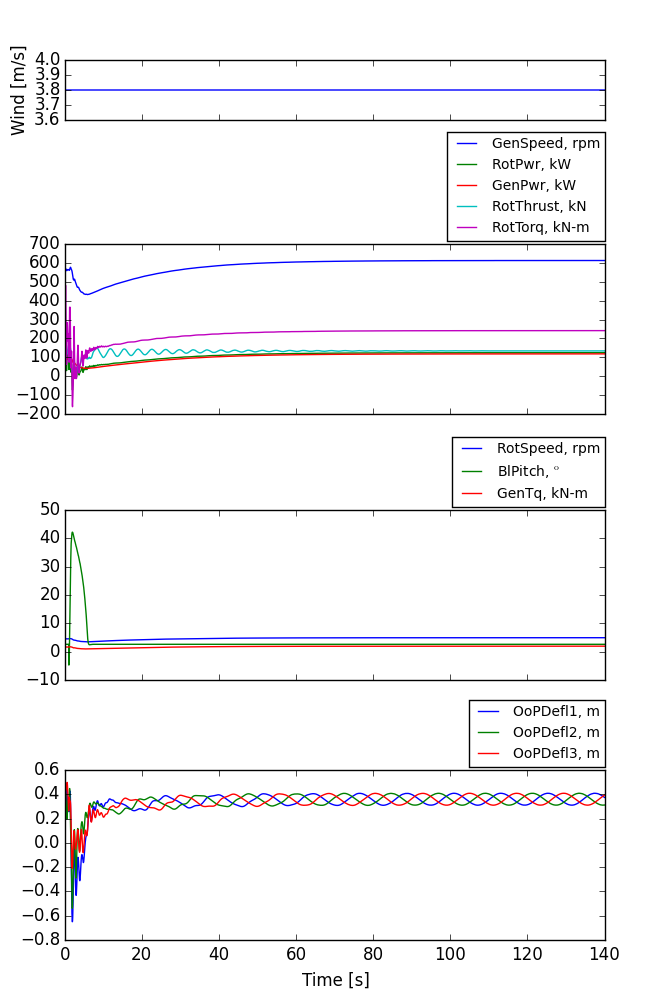 Wind [m/s]
4.0
3.9
3.8
3.7
3.6
GenSpeed, rpm
RotPwr, kW
GenPwr, kW
RotThrust, kN
RotTorq, kN-m
700
600
500
400
300
200
100
0
−100
−200
RotSpeed, rpm
BlPitch, °
GenTq, kN-m
50
40
30
20
10
0
−10
OoPDefl1, m
OoPDefl2, m
OoPDefl3, m
0.6
0.4
0.2
0.0
−0.2
−0.4
−0.6
−0.8
0 20 40 60 80 100 120 140
Time [s]